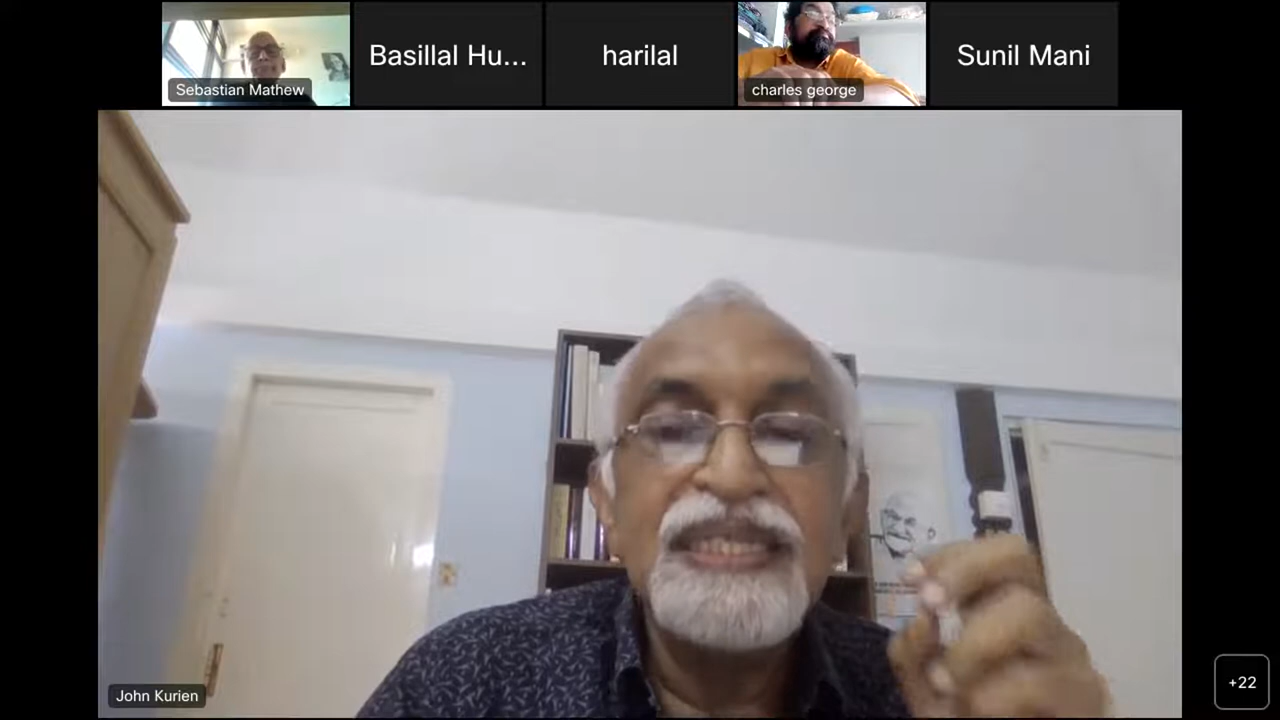 Sebastian Mathew
Basillal Hu...
harilal
charles george
Sunil Mani
John Kurien
+22